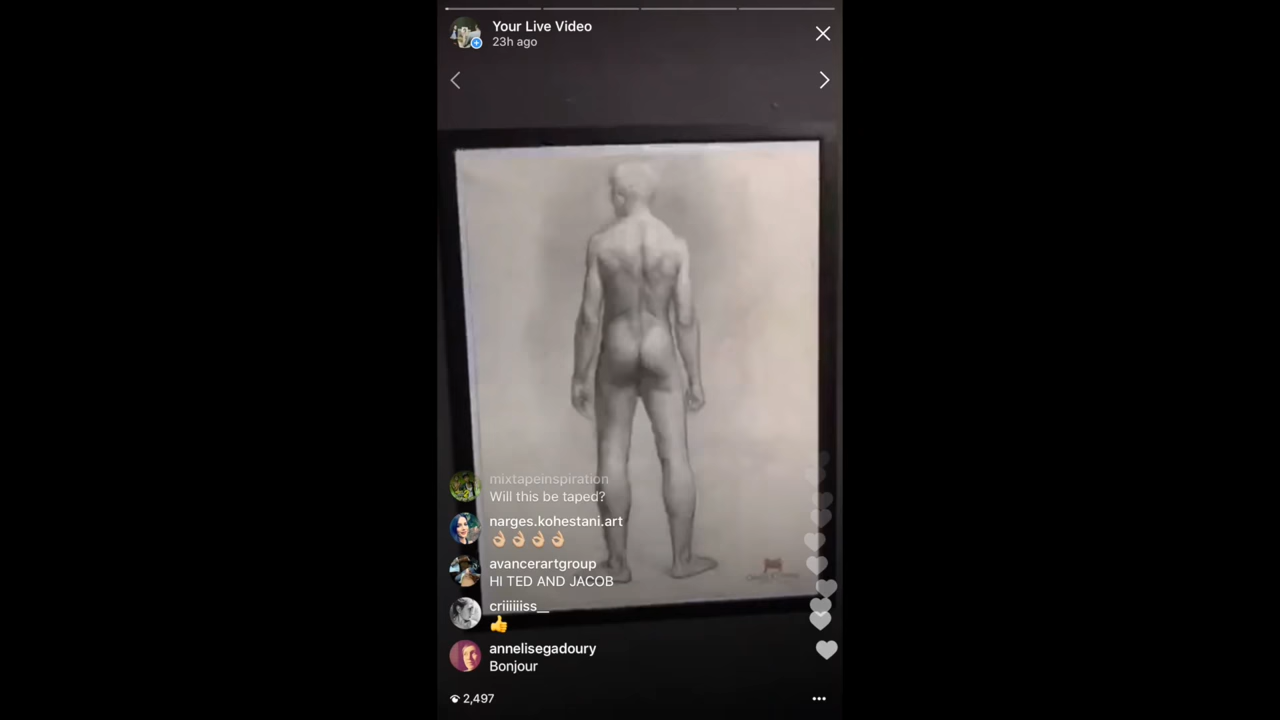 Your Live Video
23h ago
mixtapeinspiration
Will this be taped?
narges.kohestani.art
👌🏼👌🏼👌🏼👌🏼
avancerartgroup
HI TED AND JACOB
criiiiiiss__
👍
annelisegadoury
Bonjour
2,497